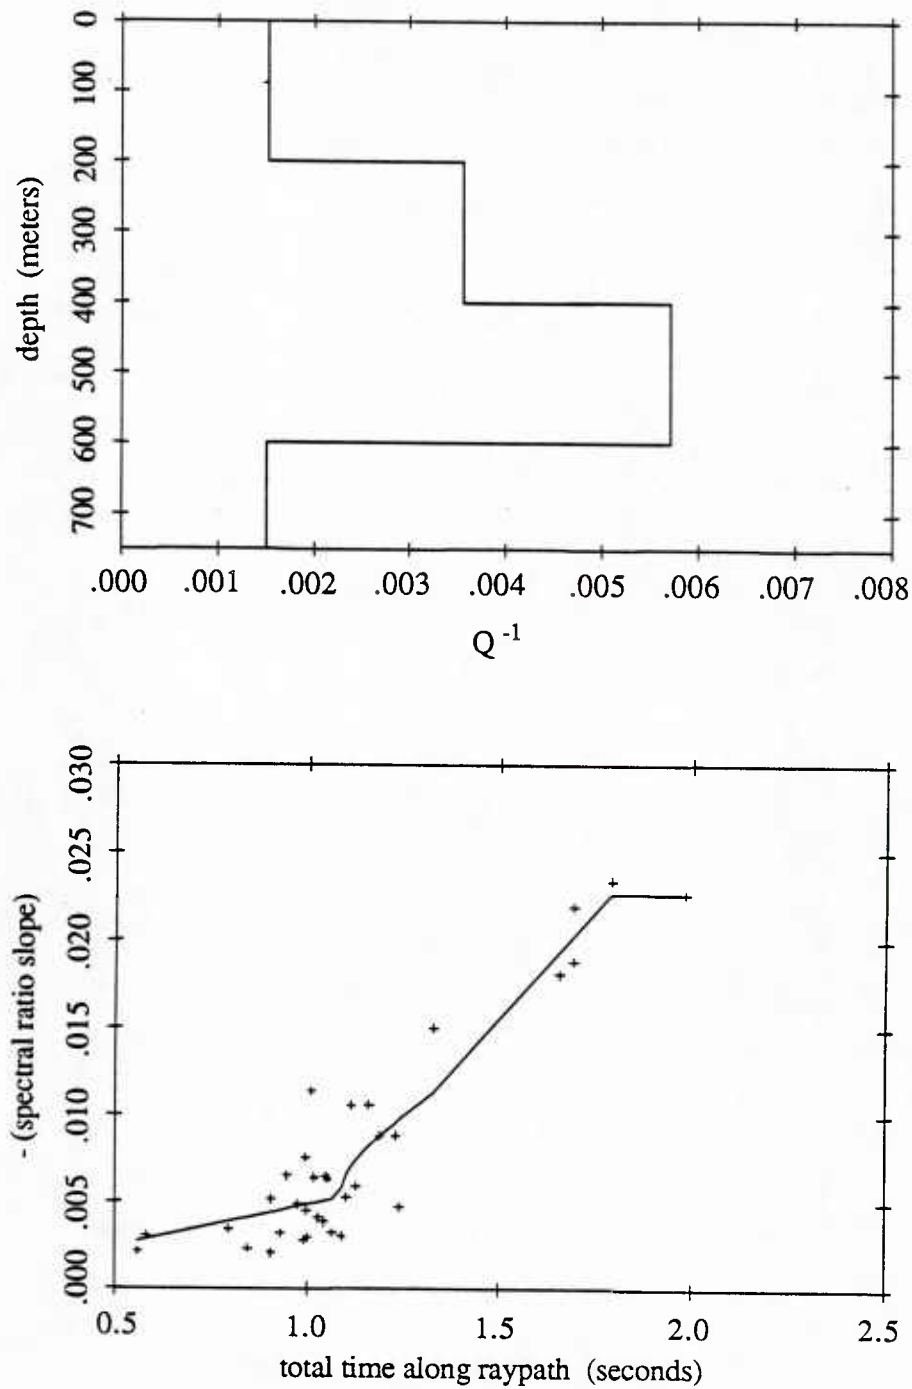 0
100
200
300
400
500
600
700
depth (meters)
.000 .001 .002 .003 .004 .005 .006 .007 .008
Q -1
.030
.025
.020
.015
.010
.005
.000
- (spectral ratio slope)
0.5 1.0 1.5 2.0 2.5
total time along raypath (seconds)